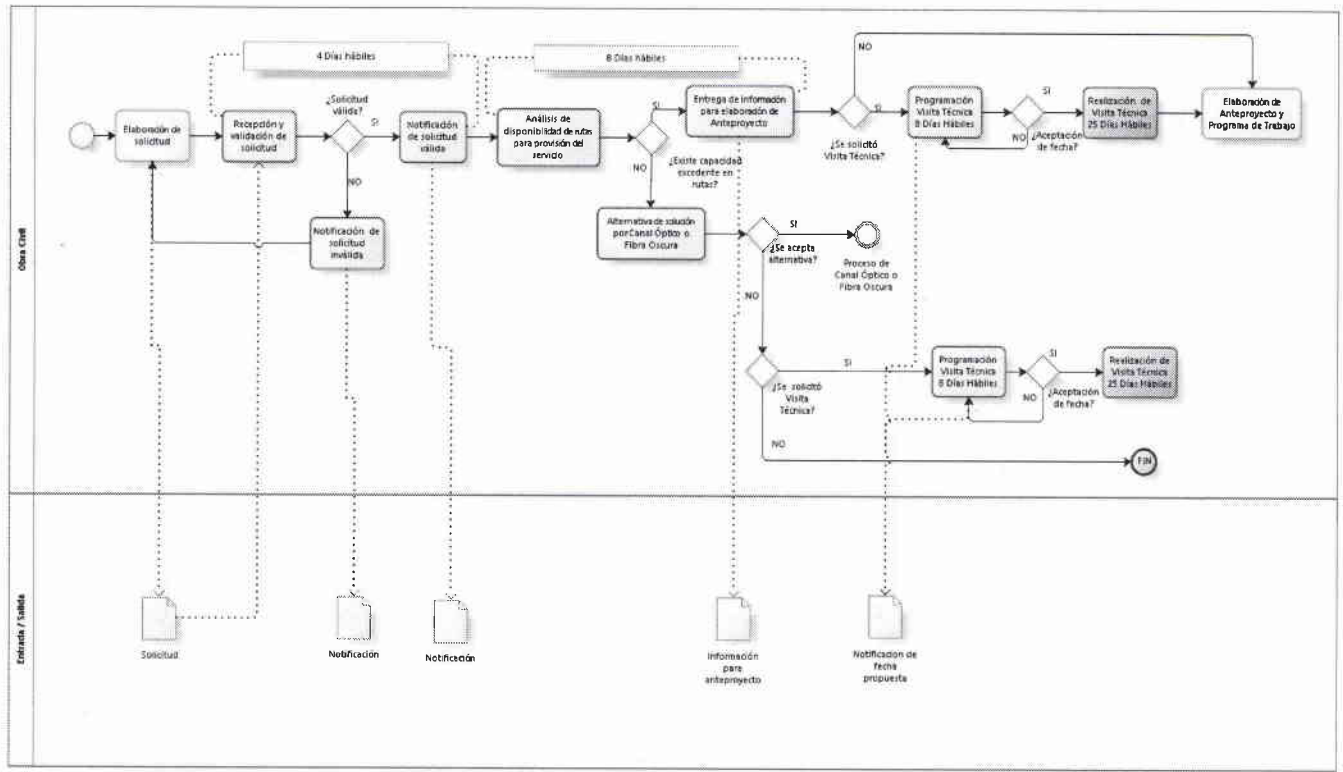 Obra Civil
4 Días hábiles
8 Días hábiles
Elaboración de
solicitud
Recepción y
validación de
solicitud
¿Solicitud
válida?
SI
NO
Notificación
de solicitud
válida
Notificación de
solicitud
inválida
Análisis de
disponibilidad de rutas
para provisión del
servicio
SI
NO
¿Existe capacidad
excedente en
rutas?
Entrega de información
para elaboración de
Anteproyecto
Alternativa de solución
por Canal Óptico o
Fibra Oscura
NO
SI
¿Se solicitó
Visita Técnica?
Programación
Visita Técnica
8 Días Hábiles
SI
NO
¿Aceptación
de fecha?
Realización de
Visita Técnica
25 Días Hábiles
Elaboración de
Anteproyecto y
Programa de Trabajo
SI
¿Se acepta
alternativa?
NO
Proceso de
Canal Óptico o
Fibra Oscura
SI
¿Se solicitó
Visita
Técnica?
NO
Programación
Visita Técnica
8 Días Hábiles
SI
NO
¿Aceptación
de fecha?
Realización de
Visita Técnica
25 Días Hábiles
FIN
Entrada / Salida
Solicitud
Notificación
Notificación
Información
para
anteproyecto
Notificacion de
fecha
propuesta